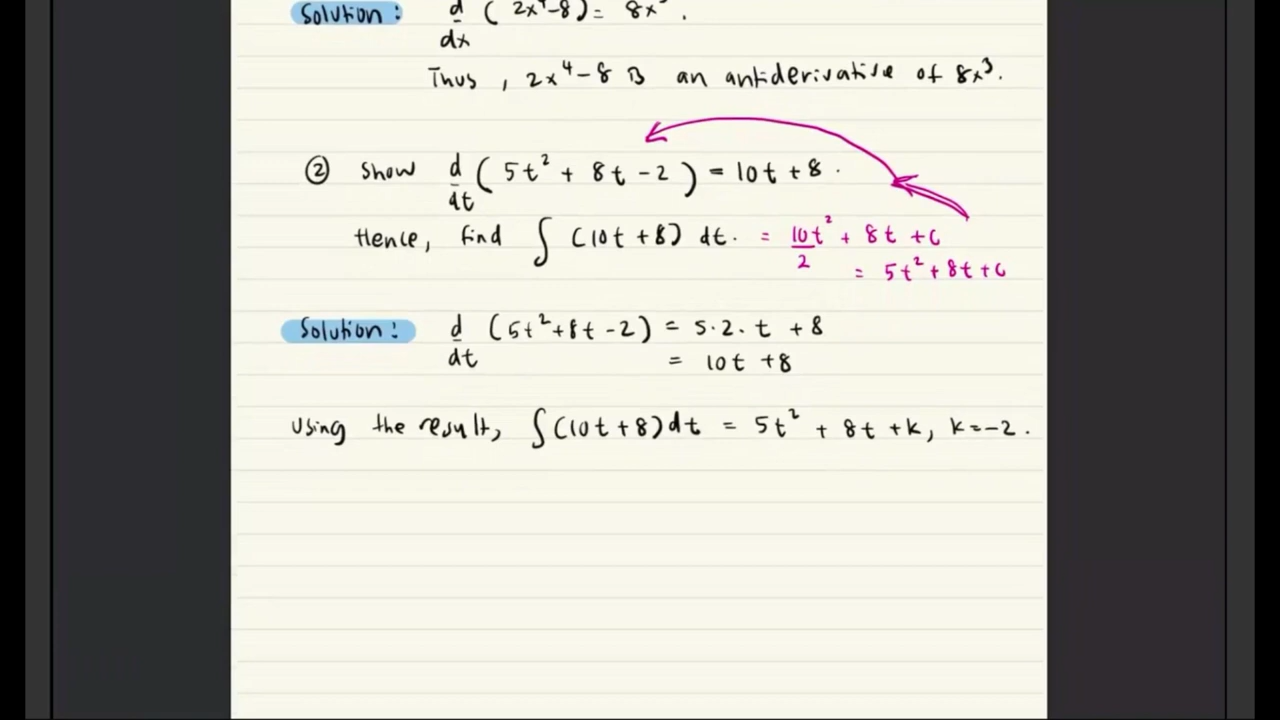 Solution: d/dx (2x⁴-8) = 8x³.
Thus, 2x⁴-8 is an antiderivative of 8x³.
② Show d/dt (5t² + 8t - 2) = 10t + 8.
Hence, find ∫ (10t + 8) dt. = 10t²/2 + 8t + C
= 5t² + 8t + C
Solution: d/dt (5t² + 8t - 2) = 5·2·t + 8
= 10t + 8
Using the result, ∫(10t + 8)dt = 5t² + 8t + k, k = -2.